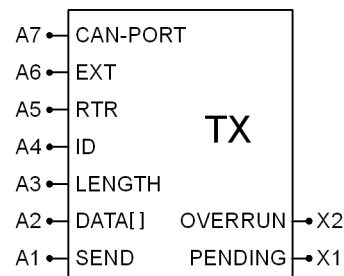 A7 CAN-PORT
A6 EXT
A5 RTR
TX
A4 ID
A3 LENGTH
A2 DATA[] OVERRUN X2
A1 SEND PENDING X1